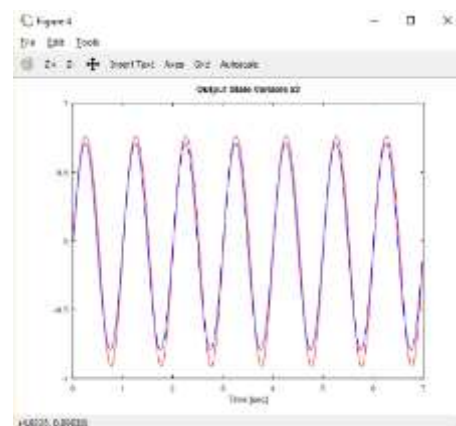 Figure 4
File Edit Tools
Z+ Z- Insert Text Axes Grid Autoscale
Output State Variable x2
1
0.5
0
-0.5
-1
0 1 2 3 4 5 6 7
Time [sec]